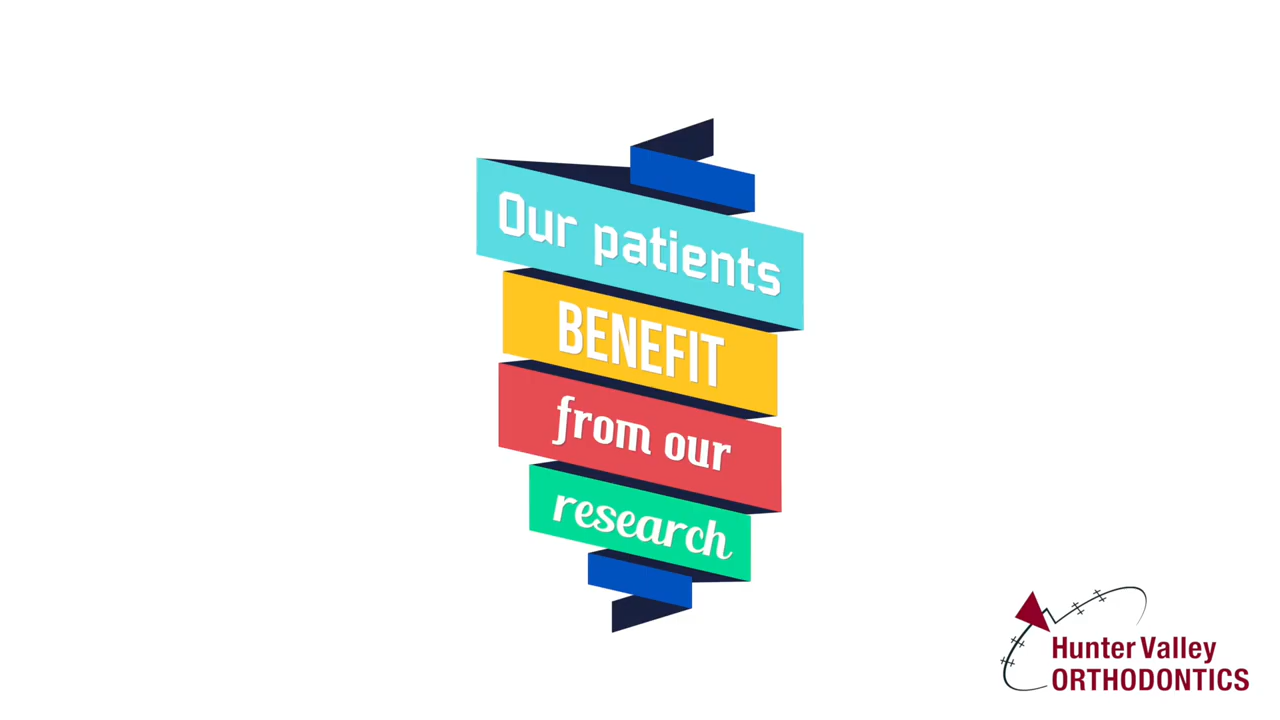 Our patients
BENEFIT
from our
research
Hunter Valley
ORTHODONTICS